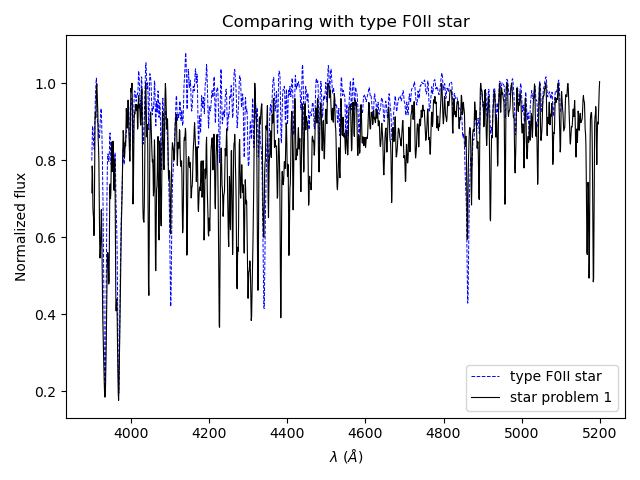 Comparing with type F0II star
Normalized flux
1.0
0.8
0.6
0.4
0.2
4000 4200 4400 4600 4800 5000 5200
λ (Å)
type F0II star
star problem 1